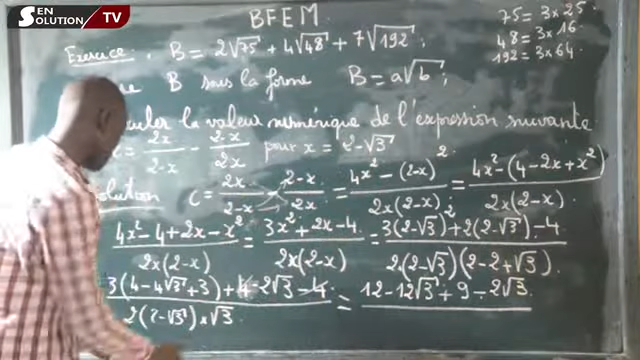 SEN SOLUTION TV
BFEM
75 = 3×25
48 = 3×16
192 = 3×64
Exercice. B = 2√75 + 4√48 + 7√192 ;
B sous la forme B = a√b ;
la valeur numérique de l'expression suivante
2x/(2-x) - (2-x)/2x pour x = 2-√3
C = 2x/(2-x) - (2-x)/2x = (4x² - (2-x)²)/(2x(2-x)) = (4x² - (4-2x+x²))/(2x(2-x))
(4x² - 4 + 2x - x²)/(2x(2-x)) = (3x² + 2x - 4)/(2x(2-x)) = (3(2-√3)² + 2(2-√3) - 4)/(2(2-√3)(2-2+√3))
(3(4 - 4√3 + 3) + 4 - 2√3 - 4)/(2(2-√3)×√3) = 12 - 12√3 + 9 - 2√3